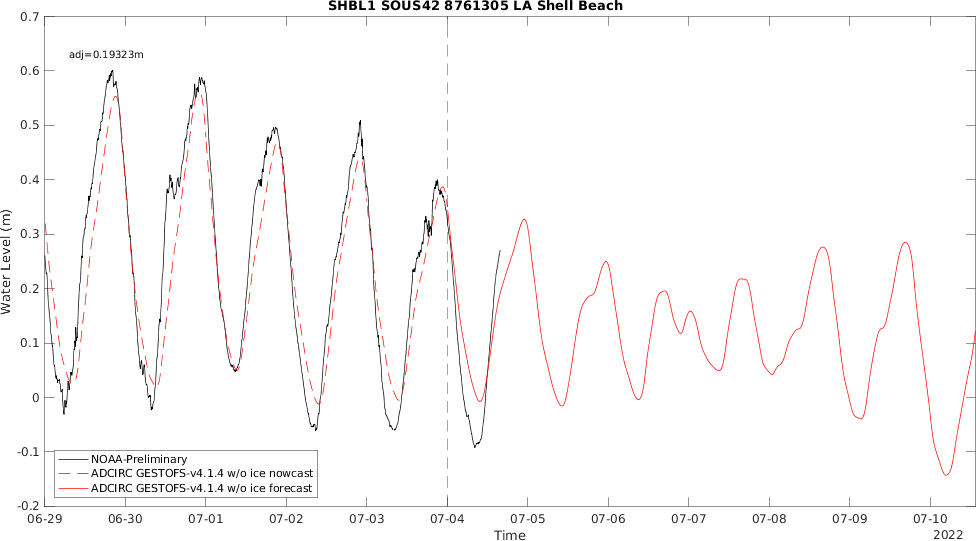 SHBL1 SOUS42 8761305 LA Shell Beach
0.7
0.6
0.5
0.4
0.3
0.2
0.1
0
-0.1
-0.2
Water Level (m)
adj=0.19323m
NOAA-Preliminary
ADCIRC GESTOFS-v4.1.4 w/o ice nowcast
ADCIRC GESTOFS-v4.1.4 w/o ice forecast
06-29 06-30 07-01 07-02 07-03 07-04 07-05 07-06 07-07 07-08 07-09 07-10
Time
2022